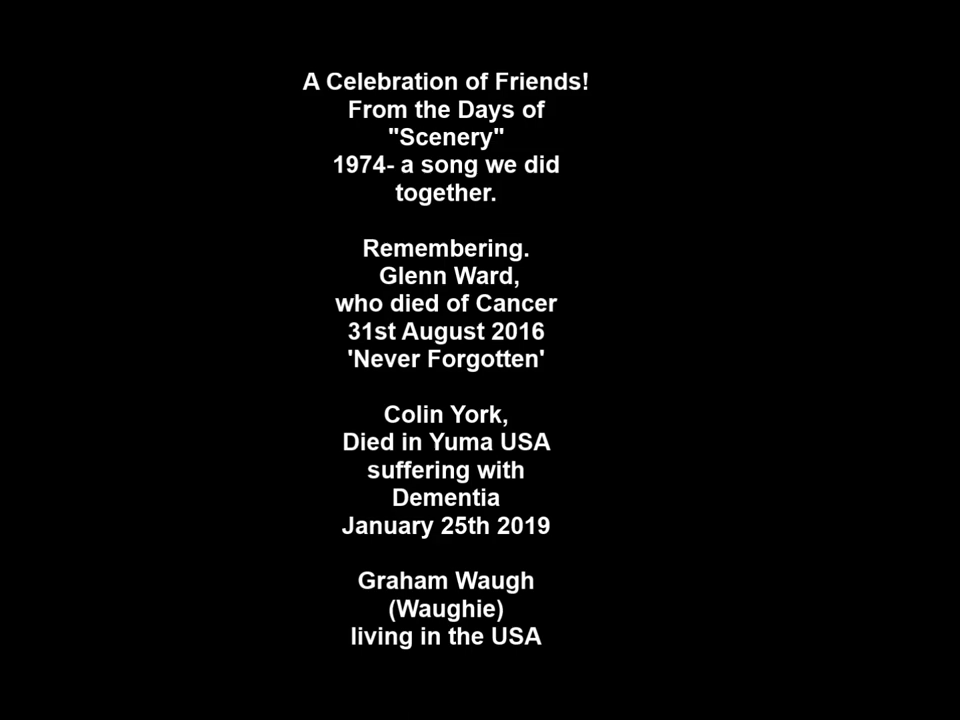 A Celebration of Friends!
From the Days of
"Scenery"
1974- a song we did
together.
Remembering.
Glenn Ward,
who died of Cancer
31st August 2016
'Never Forgotten'
Colin York,
Died in Yuma USA
suffering with
Dementia
January 25th 2019
Graham Waugh
(Waughie)
living in the USA